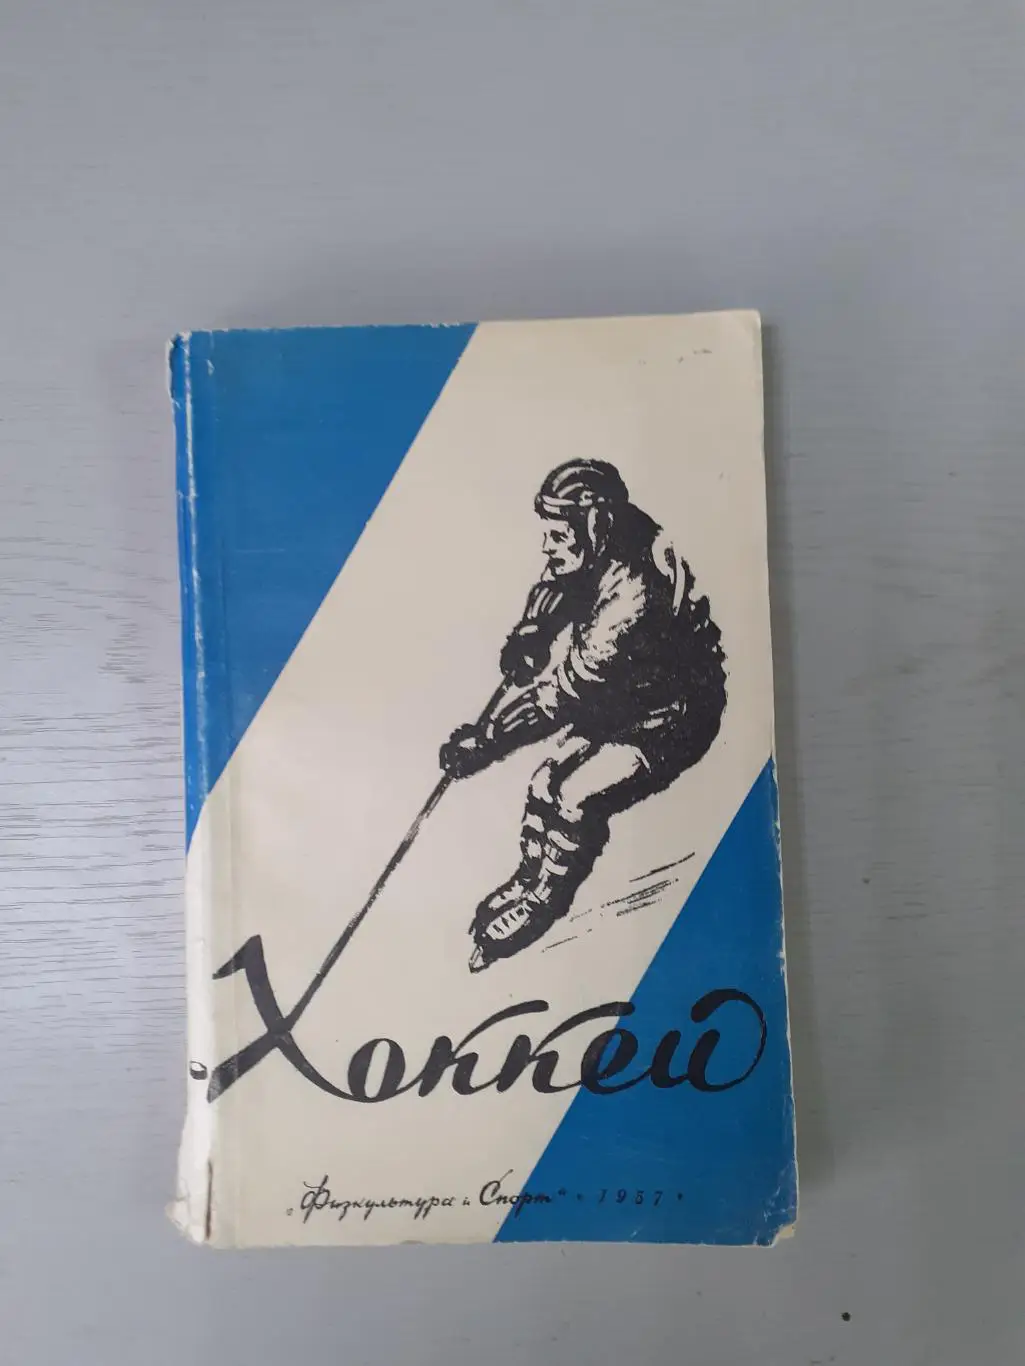 Хоккей
„Физкультура и Спорт“ • 1957 •